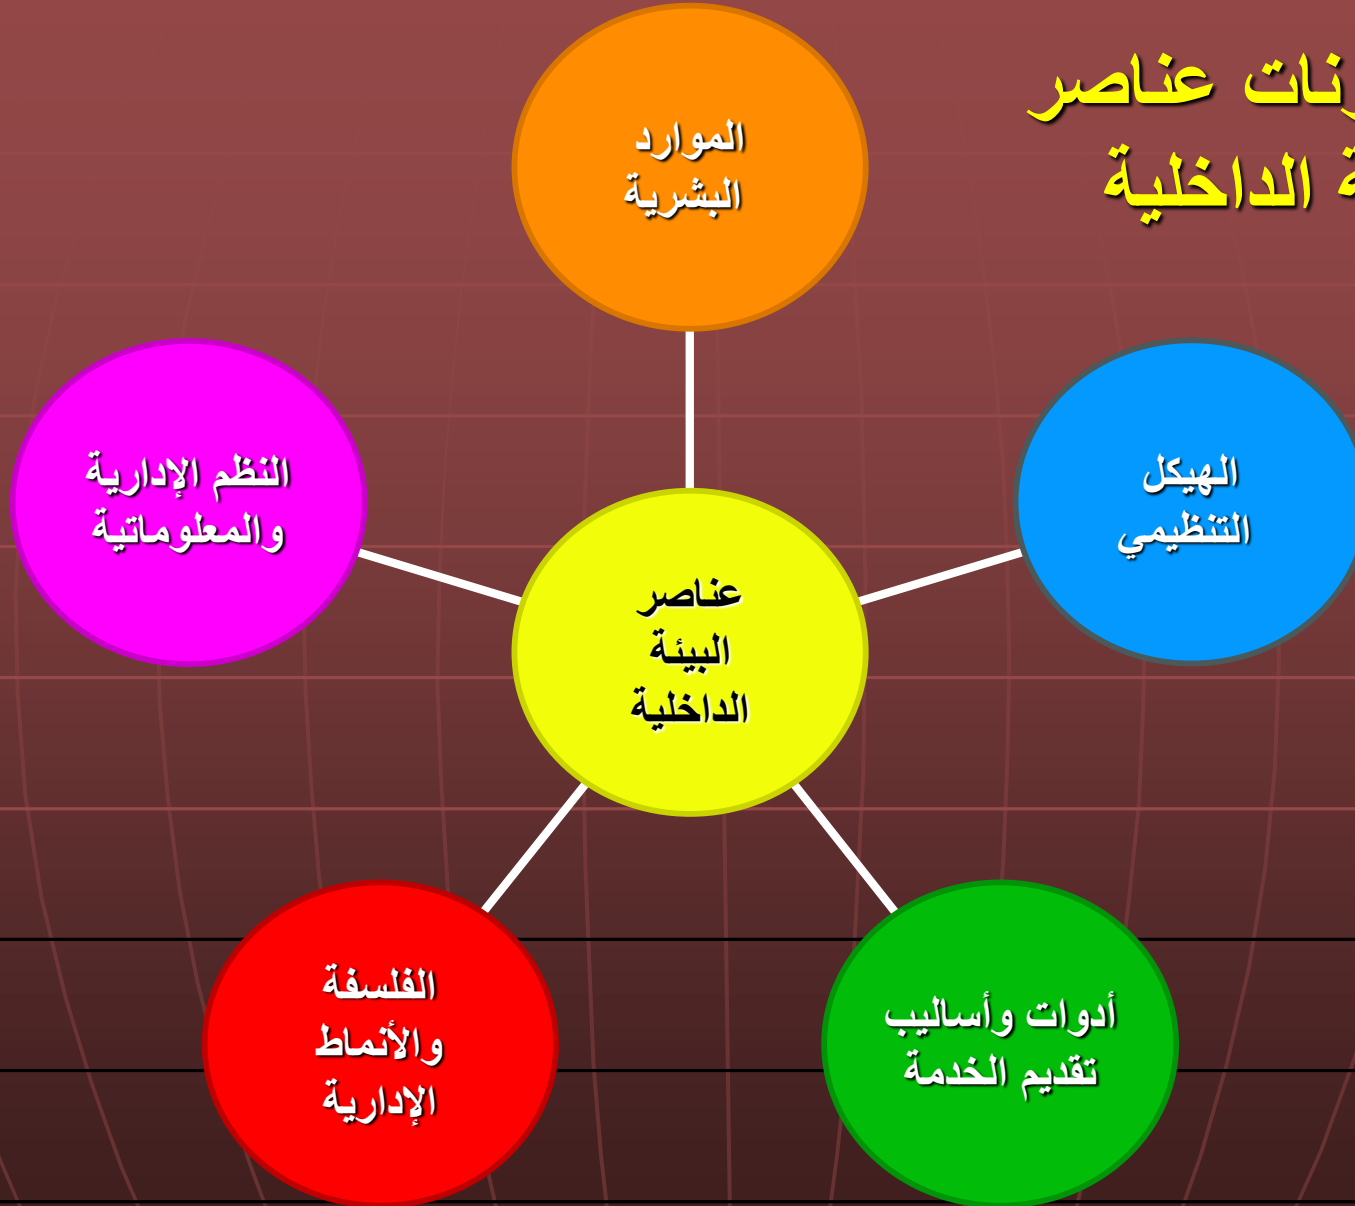 عناصر
الداخلية
الموارد
البشرية
الهيكل
التنظيمي
النظم الإدارية
والمعلوماتية
عناصر
البيئة
الداخلية
أدوات وأساليب
تقديم الخدمة
الفلسفة
والأنماط
الإدارية